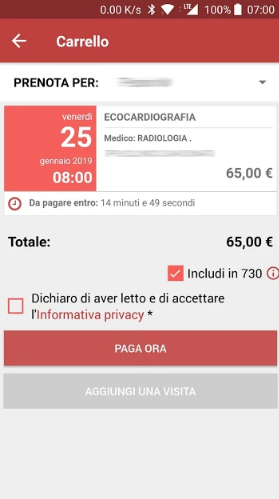 0.00 K/s LTE 100% 07:00
Carrello
PRENOTA PER:
venerdì
25
gennaio 2019
08:00
ECOCARDIOGRAFIA
Medico: RADIOLOGIA .
65,00 €
Da pagare entro: 14 minuti e 49 secondi
Totale: 65,00 €
Includi in 730
Dichiaro di aver letto e di accettare
l'Informativa privacy *
PAGA ORA
AGGIUNGI UNA VISITA